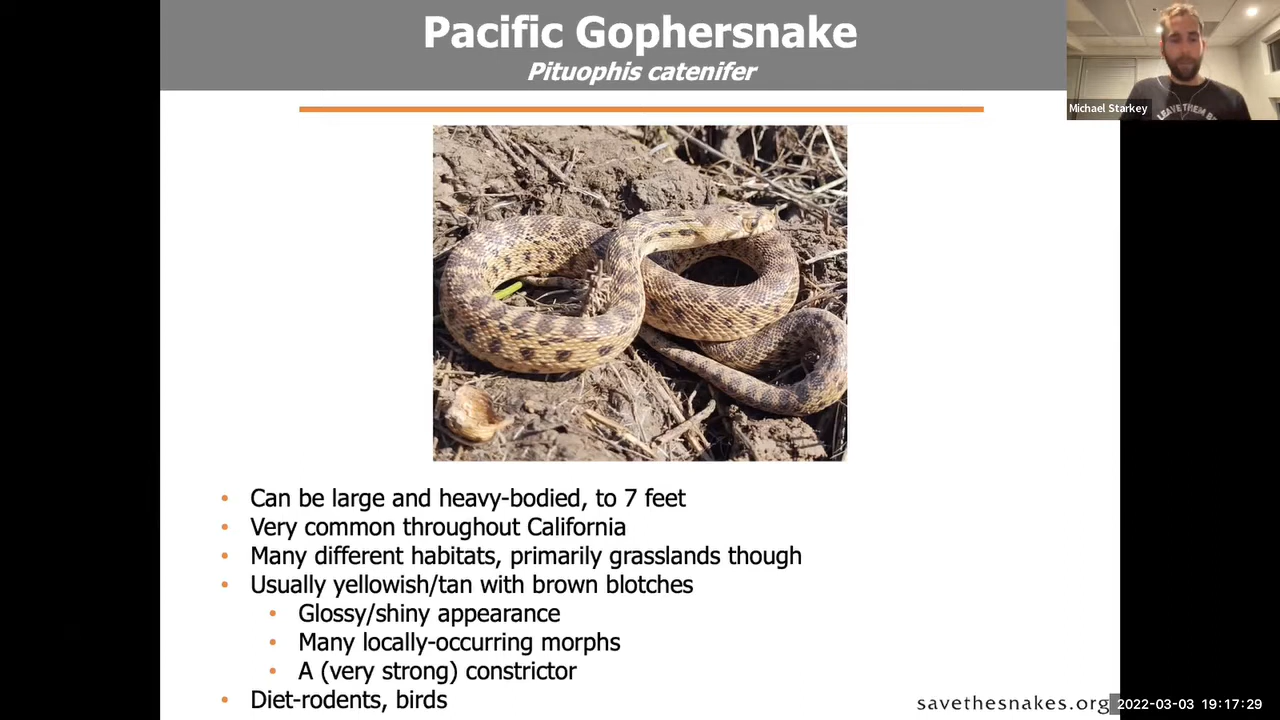 Pacific Gophersnake
Pituophis catenifer
Michael Starkey
LEAVE THEM
Can be large and heavy-bodied, to 7 feet
Very common throughout California
Many different habitats, primarily grasslands though
Usually yellowish/tan with brown blotches
Glossy/shiny appearance
Many locally-occurring morphs
A (very strong) constrictor
Diet-rodents, birds
savethesnakes.org
2022-03-03 19:17:29